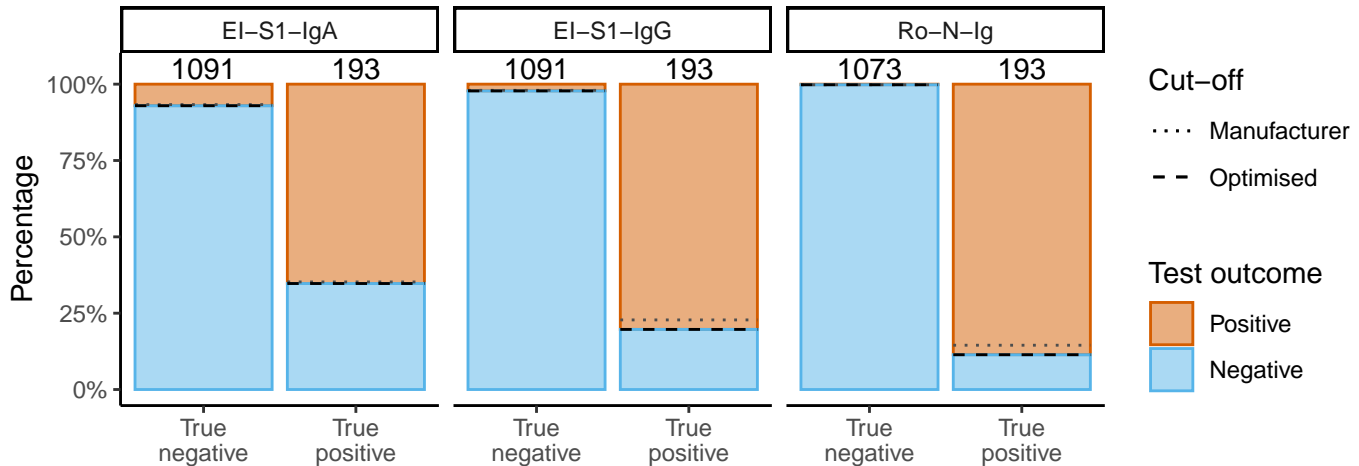 EI–S1–IgA
EI–S1–IgG
Ro–N–Ig
1091
193
1091
193
1073
193
100%
75%
50%
25%
0%
Percentage
True
negative
True
positive
True
negative
True
positive
True
negative
True
positive
Cut–off
Manufacturer
Optimised
Test outcome
Positive
Negative